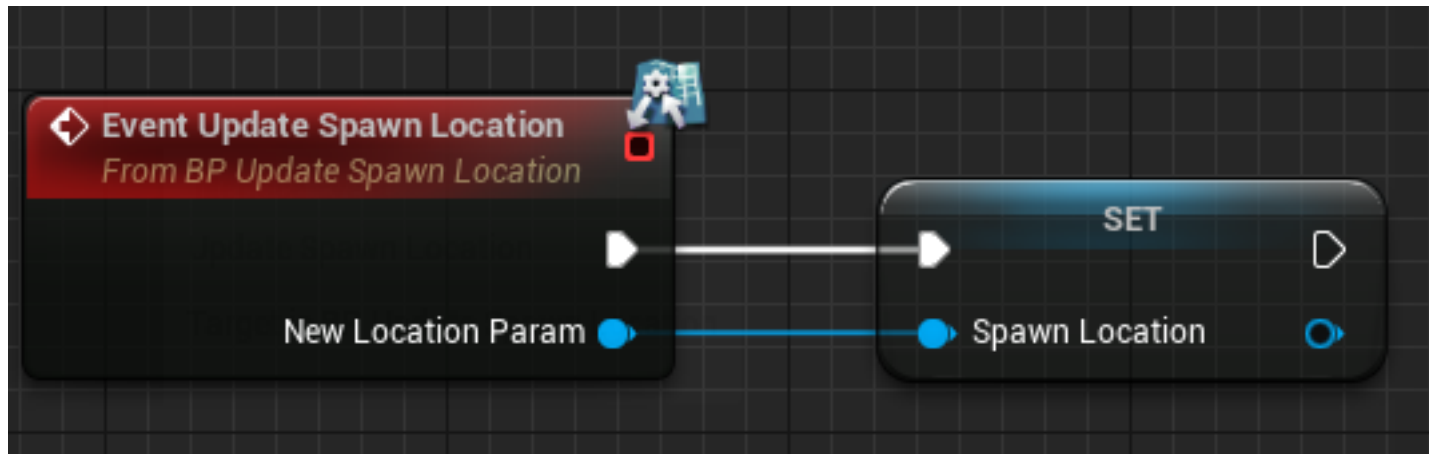 Event Update Spawn Location
From BP Update Spawn Location
SET
New Location Param
Spawn Location